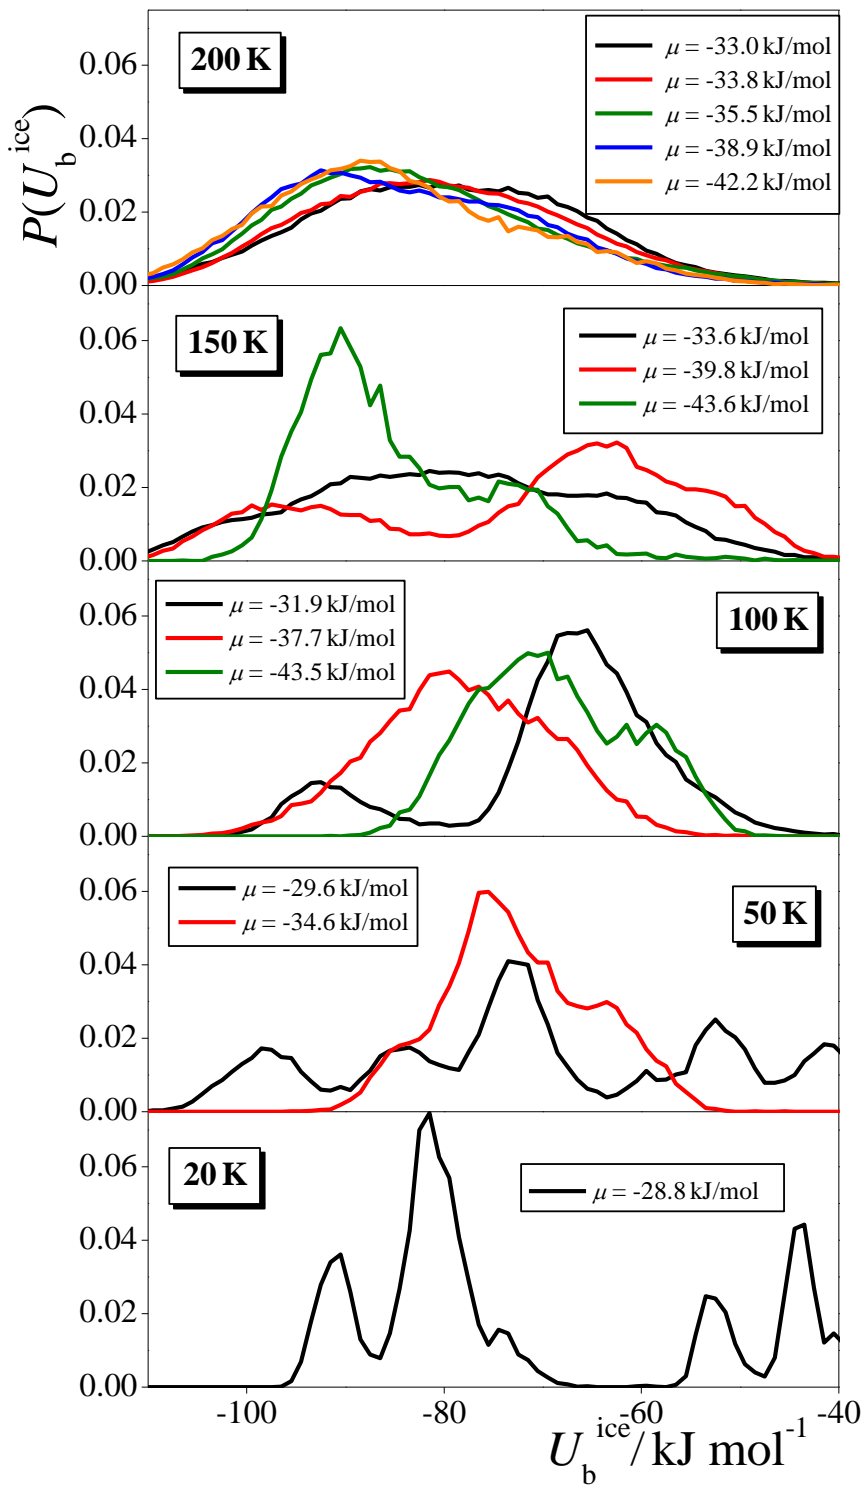 P(U_b^ice)
200 K
μ = -33.0 kJ/mol
μ = -33.8 kJ/mol
μ = -35.5 kJ/mol
μ = -38.9 kJ/mol
μ = -42.2 kJ/mol
0.06
0.04
0.02
0.00
150 K
μ = -33.6 kJ/mol
μ = -39.8 kJ/mol
μ = -43.6 kJ/mol
0.06
0.04
0.02
0.00
μ = -31.9 kJ/mol
μ = -37.7 kJ/mol
μ = -43.5 kJ/mol
100 K
0.06
0.04
0.02
0.00
μ = -29.6 kJ/mol
μ = -34.6 kJ/mol
50 K
0.06
0.04
0.02
0.00
20 K
μ = -28.8 kJ/mol
0.06
0.04
0.02
0.00
-100 -80 -60 -40
U_b^ice / kJ mol^-1